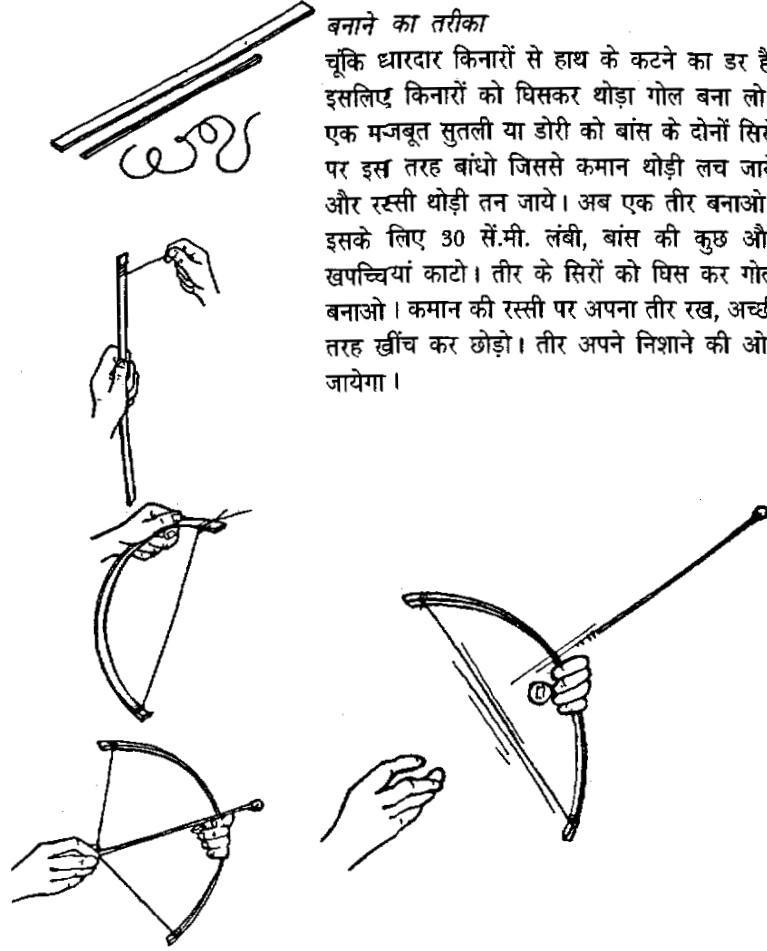 बनाने का तरीका
चूंकि धारदार किनारों से हाथ के कटने का डर है
इसलिए किनारों को घिसकर थोड़ा गोल बना लो
एक मजबूत सुतली या डोरी को बांस के दोनों सिरे
पर इस तरह बांधो जिससे कमान थोड़ी लच जाये
और रस्सी थोड़ी तन जाये। अब एक तीर बनाओ
इसके लिए 30 सें.मी. लंबी, बांस की कुछ औ
खपच्चियां काटो। तीर के सिरों को घिस कर गोल
बनाओ। कमान की रस्सी पर अपना तीर रख, अच्छी
तरह खींच कर छोड़ो। तीर अपने निशाने की ओ
जायेगा।